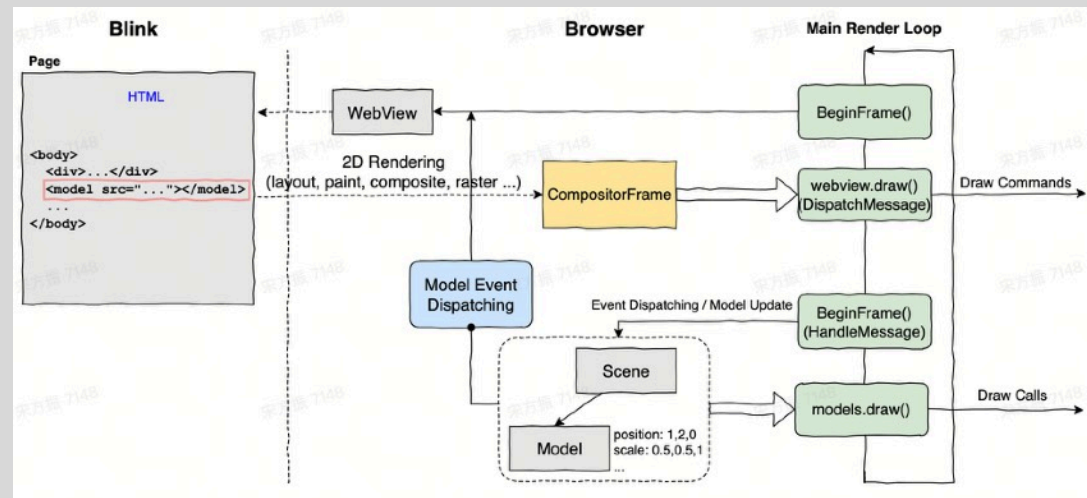 Blink
Browser
Main Render Loop
Page
HTML
<body>
<div>...</div>
<model src="..."></model>
...
</body>
WebView
BeginFrame()
2D Rendering
(layout, paint, composite, raster ...)
CompositorFrame
webview.draw()
(DispatchMessage)
Draw Commands
Model Event
Dispatching
Event Dispatching / Model Update
BeginFrame()
(HandleMessage)
Scene
Model
position: 1,2,0
scale: 0.5,0.5,1
...
models.draw()
Draw Calls